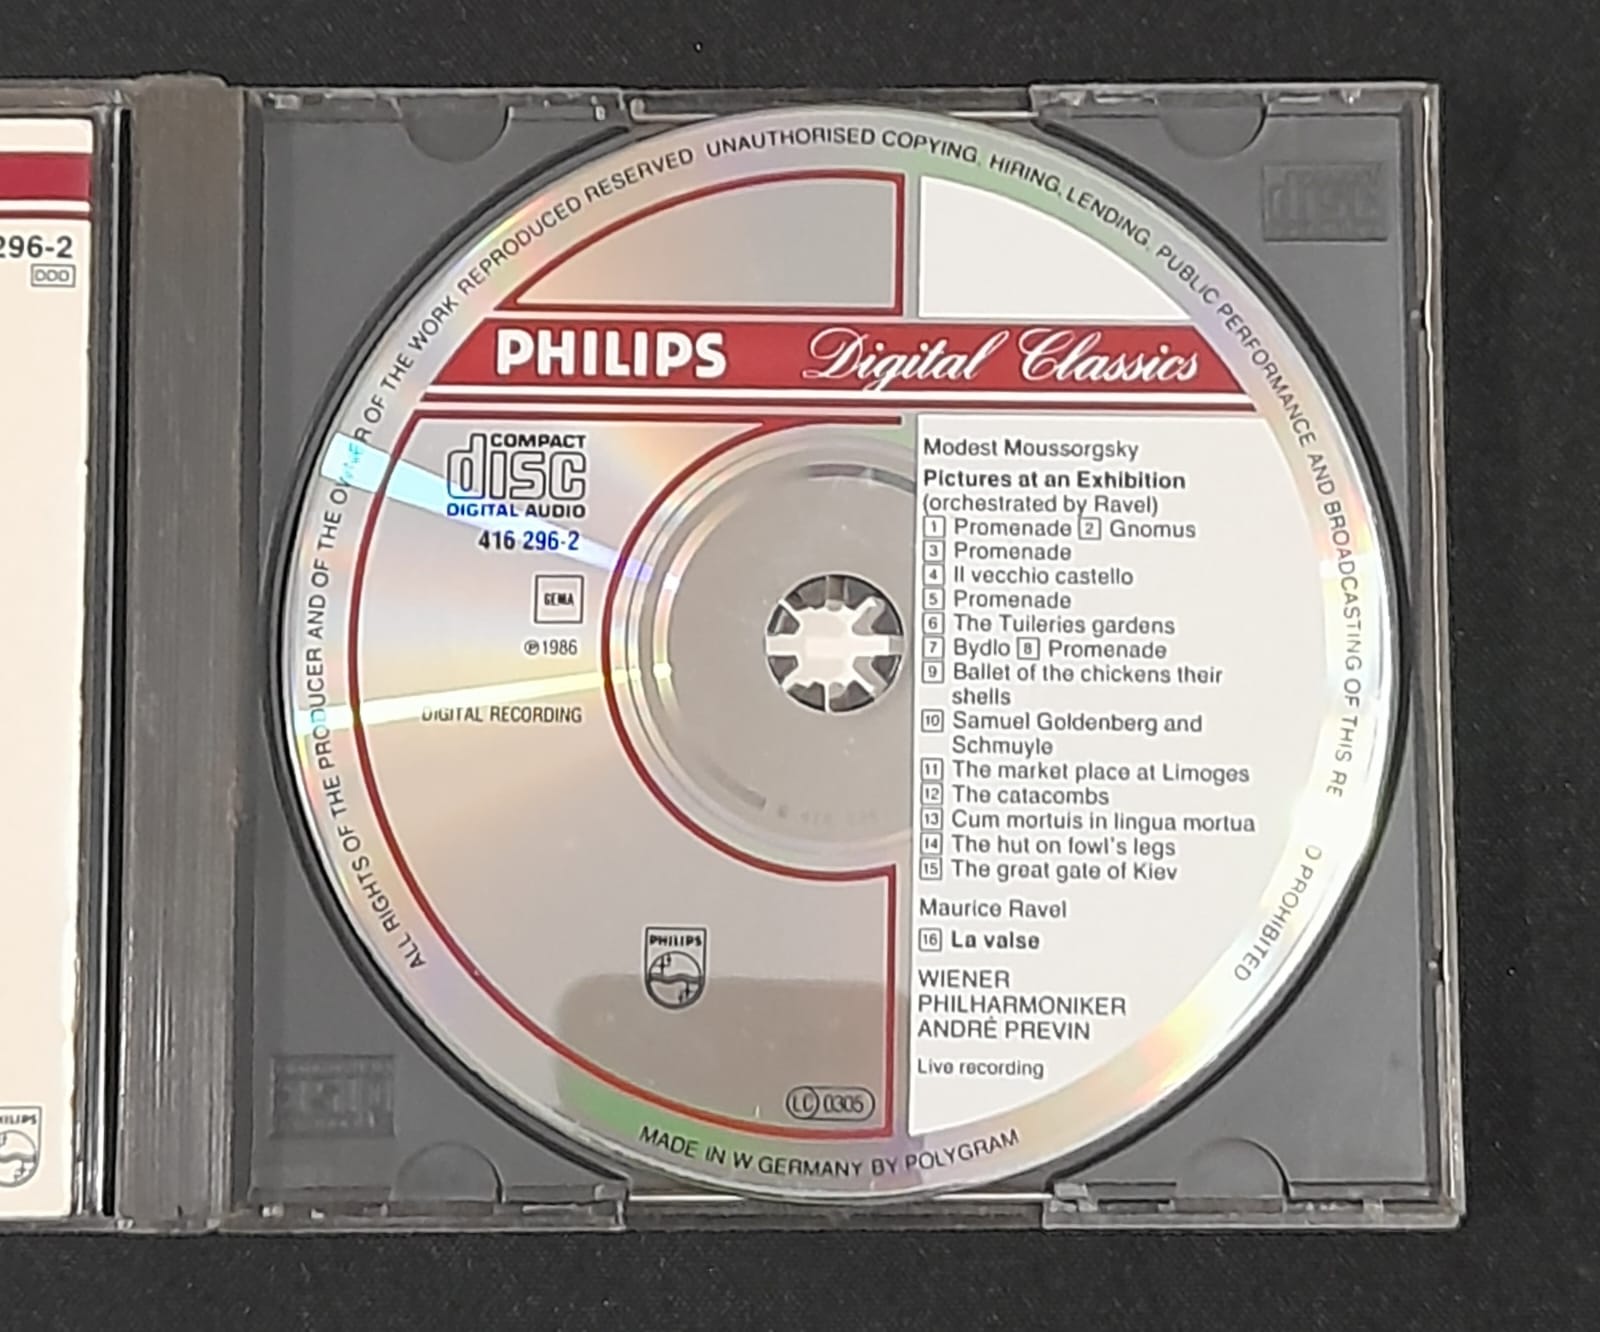 296-2
DDD
PHILIPS
ALL RIGHTS OF THE PRODUCER AND OF THE OWNER OF THE WORK REPRODUCED RESERVED UNAUTHORISED COPYING, HIRING, LENDING, PUBLIC PERFORMANCE AND BROADCASTING OF THIS RE D PROHIBITED
PHILIPS Digital Classics
COMPACT
disc
DIGITAL AUDIO
416 296-2
GEMA
℗1986
DIGITAL RECORDING
PHILIPS
LC 0305
Modest Moussorgsky
Pictures at an Exhibition
(orchestrated by Ravel)
1 Promenade 2 Gnomus
3 Promenade
4 Il vecchio castello
5 Promenade
6 The Tuileries gardens
7 Bydlo 8 Promenade
9 Ballet of the chickens their
shells
10 Samuel Goldenberg and
Schmuyle
11 The market place at Limoges
12 The catacombs
13 Cum mortuis in lingua mortua
14 The hut on fowl's legs
15 The great gate of Kiev
Maurice Ravel
16 La valse
WIENER
PHILHARMONIKER
ANDRÉ PREVIN
Live recording
MADE IN W. GERMANY BY POLYGRAM
disc